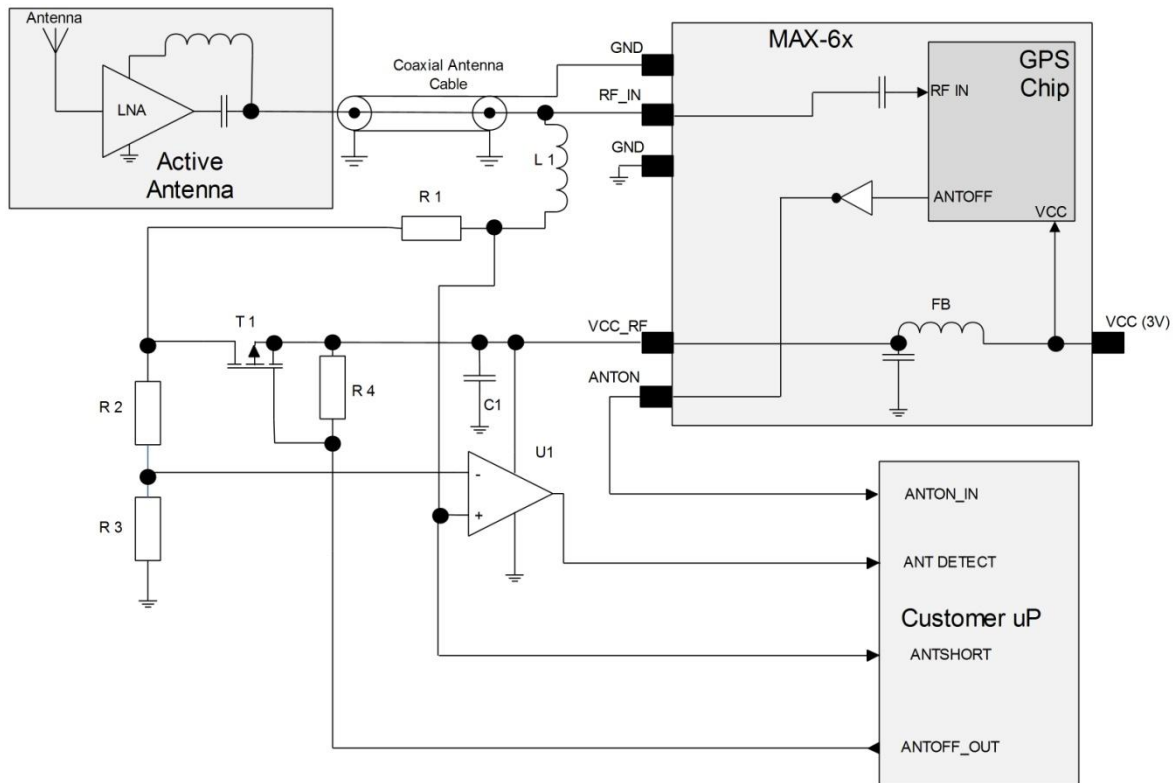 Antenna
LNA
Active
Antenna
Coaxial Antenna
Cable
L 1
R 1
GND
RF_IN
GND
MAX-6x
GPS
Chip
RF IN
ANTOFF
VCC
FB
VCC (3V)
VCC_RF
ANTON
T 1
R 4
C1
R 2
R 3
U1
-
+
ANTON_IN
ANT DETECT
Customer uP
ANTSHORT
ANTOFF_OUT